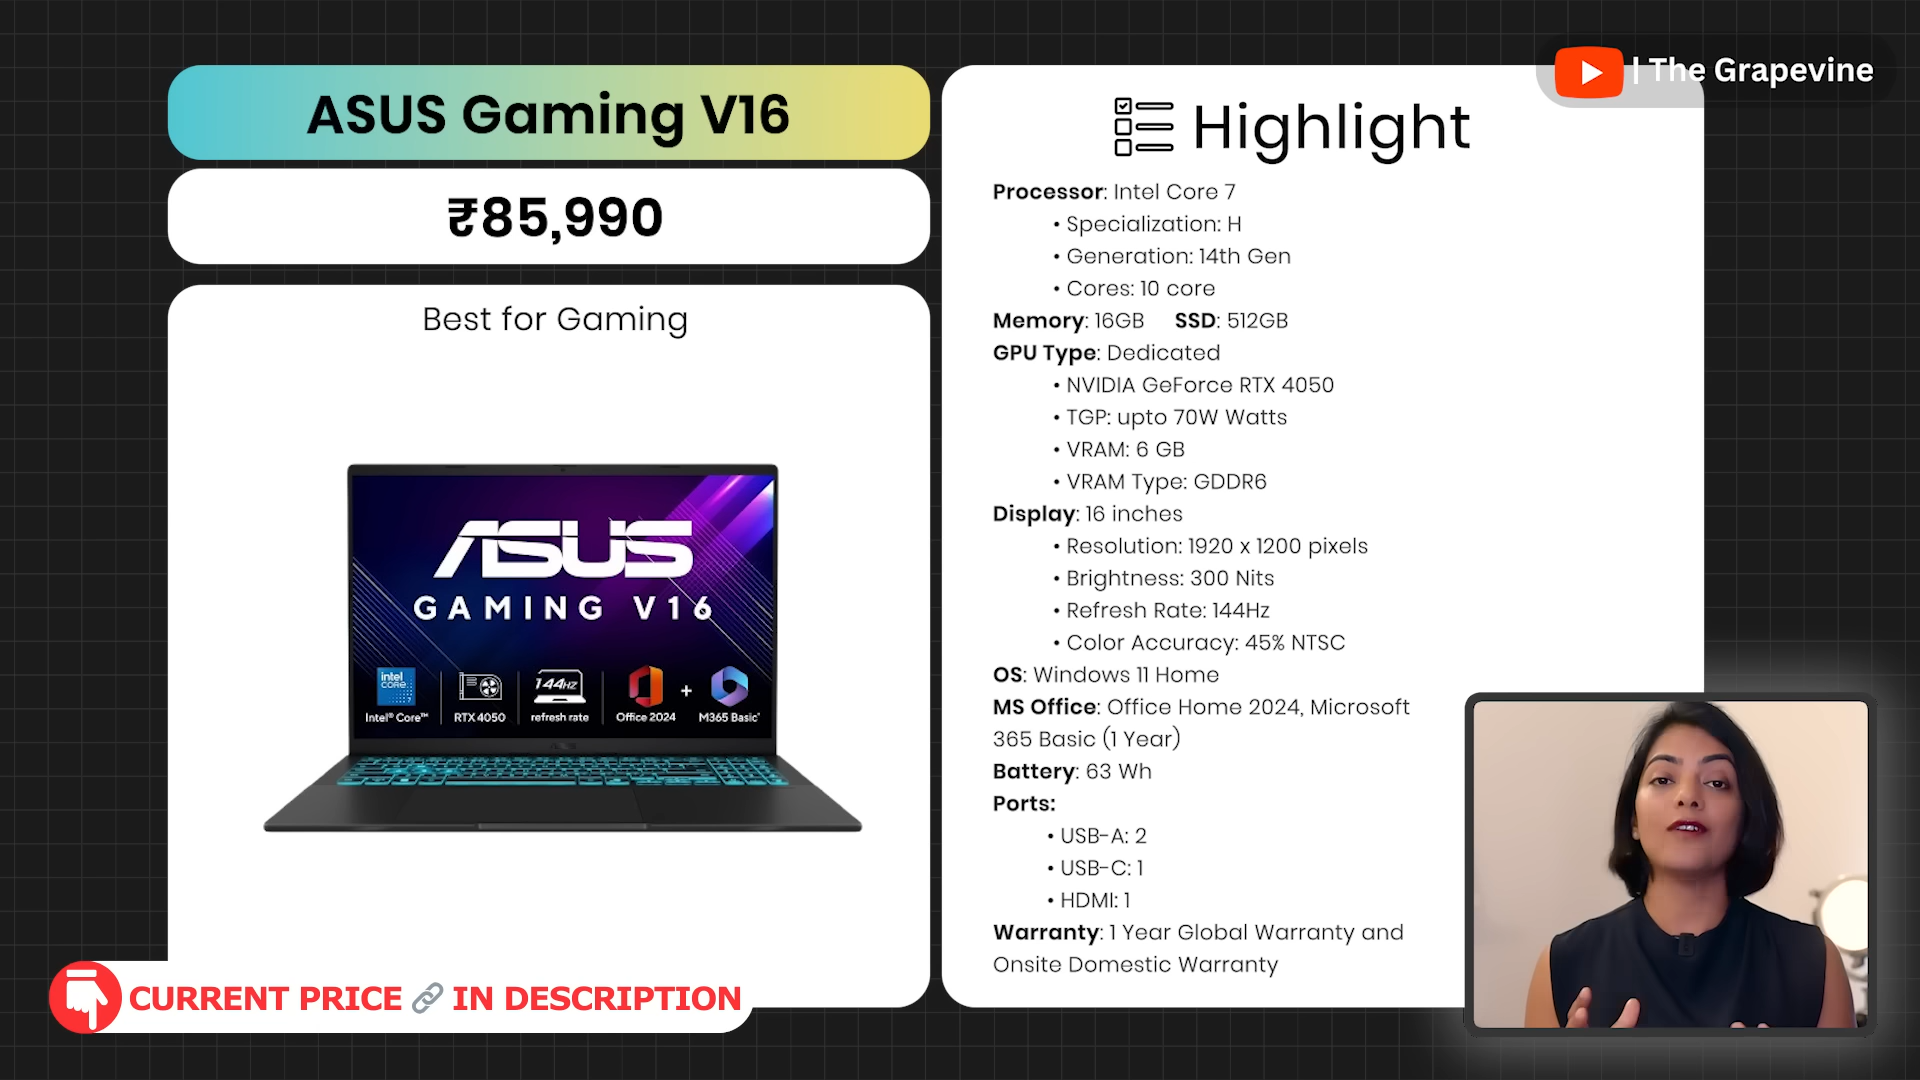 | The Grapevine
ASUS Gaming V16
₹85,990
Best for Gaming
ASUS
GAMING V16
intel
CORE
7
Intel® Core™
RTX 4050
144HZ
refresh rate
Office 2024
+
M365 Basic*
Highlight
Processor: Intel Core 7
• Specialization: H
• Generation: 14th Gen
• Cores: 10 core
Memory: 16GB SSD: 512GB
GPU Type: Dedicated
• NVIDIA GeForce RTX 4050
• TGP: upto 70W Watts
• VRAM: 6 GB
• VRAM Type: GDDR6
Display: 16 inches
• Resolution: 1920 x 1200 pixels
• Brightness: 300 Nits
• Refresh Rate: 144Hz
• Color Accuracy: 45% NTSC
OS: Windows 11 Home
MS Office: Office Home 2024, Microsoft
365 Basic (1 Year)
Battery: 63 Wh
Ports:
• USB-A: 2
• USB-C: 1
• HDMI: 1
Warranty: 1 Year Global Warranty and
Onsite Domestic Warranty
CURRENT PRICE 🔗 IN DESCRIPTION